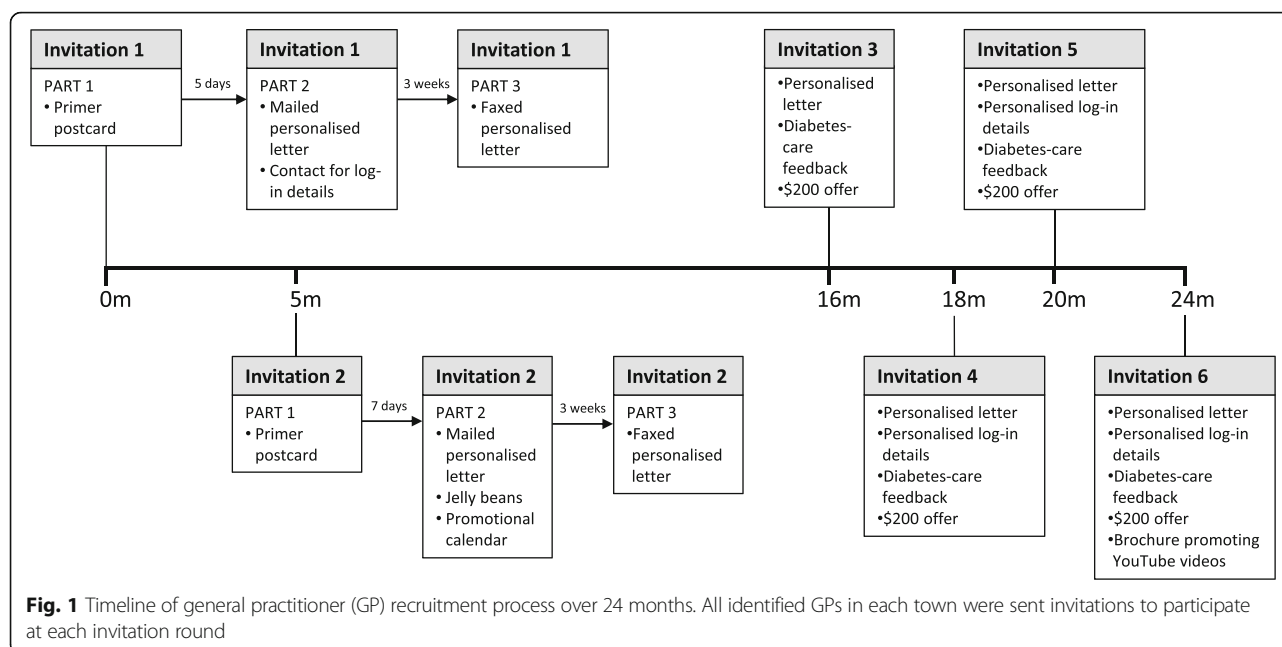 Invitation 1
PART 1
• Primer
postcard
5 days
Invitation 1
PART 2
• Mailed
personalised
letter
• Contact for log-
in details
3 weeks
Invitation 1
PART 3
• Faxed
personalised
letter
Invitation 3
•Personalised
letter
•Diabetes-
care
feedback
•$200 offer
Invitation 5
•Personalised letter
•Personalised log-in
details
•Diabetes-care
feedback
•$200 offer
0m
5m
16m
18m
20m
24m
Invitation 2
PART 1
• Primer
postcard
7 days
Invitation 2
PART 2
• Mailed
personalised
letter
• Jelly beans
• Promotional
calendar
3 weeks
Invitation 2
PART 3
•Faxed
personalised
letter
Invitation 4
•Personalised letter
•Personalised log-in
details
•Diabetes-care
feedback
•$200 offer
Invitation 6
•Personalised letter
•Personalised log-in
details
•Diabetes-care
feedback
•$200 offer
•Brochure promoting
YouTube videos
Fig. 1 Timeline of general practitioner (GP) recruitment process over 24 months. All identified GPs in each town were sent invitations to participate
at each invitation round